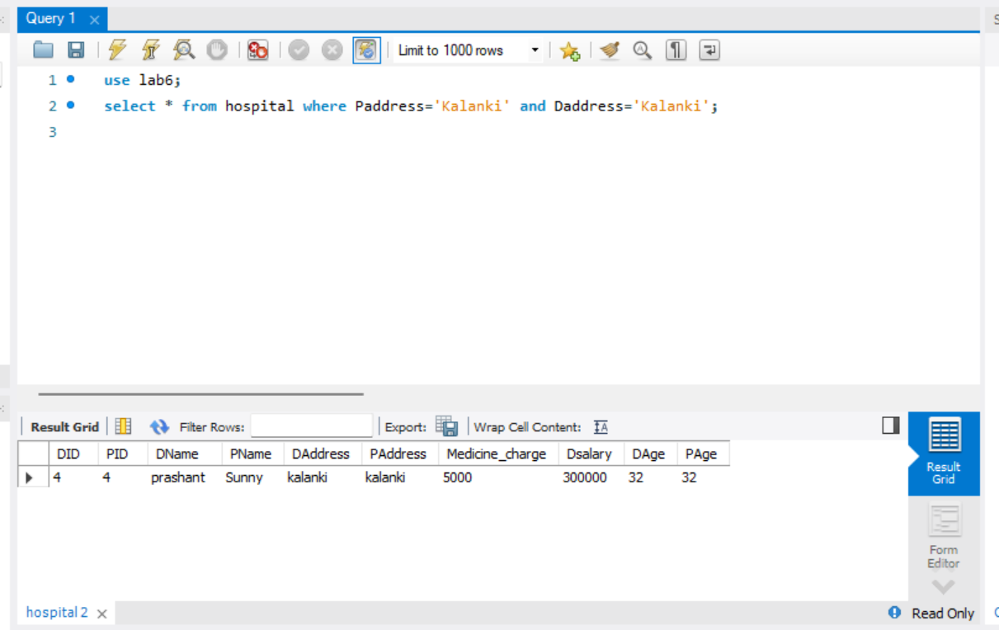 Query 1
Limit to 1000 rows
1 use lab6;
2 select * from hospital where Paddress='Kalanki' and Daddress='Kalanki';
3
Result Grid Filter Rows: Export: Wrap Cell Content: IA
DID PID DName PName DAddress PAddress Medicine_charge Dsalary DAge PAge
4 4 prashant Sunny kalanki kalanki 5000 300000 32 32
Result
Grid
Form
Editor
hospital 2
Read Only